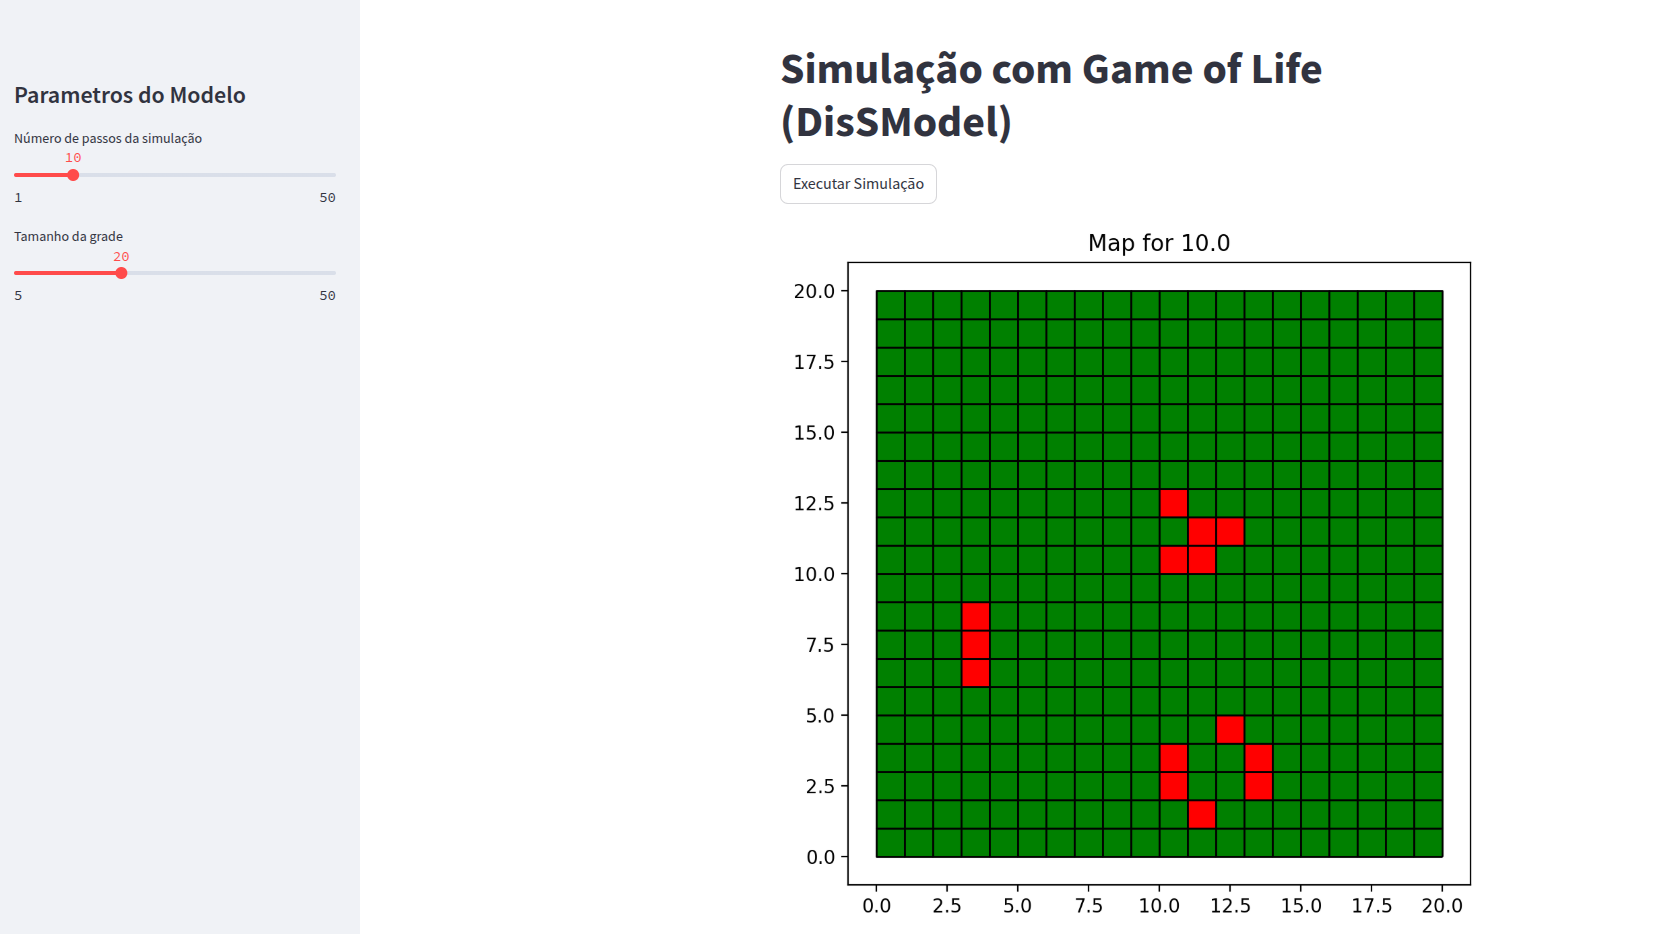 Parametros do Modelo
Número de passos da simulação
10
1 50
Tamanho da grade
20
5 50
Simulação com Game of Life
(DisSModel)
Executar Simulação
Map for 10.0
20.0
17.5
15.0
12.5
10.0
7.5
5.0
2.5
0.0
0.0 2.5 5.0 7.5 10.0 12.5 15.0 17.5 20.0